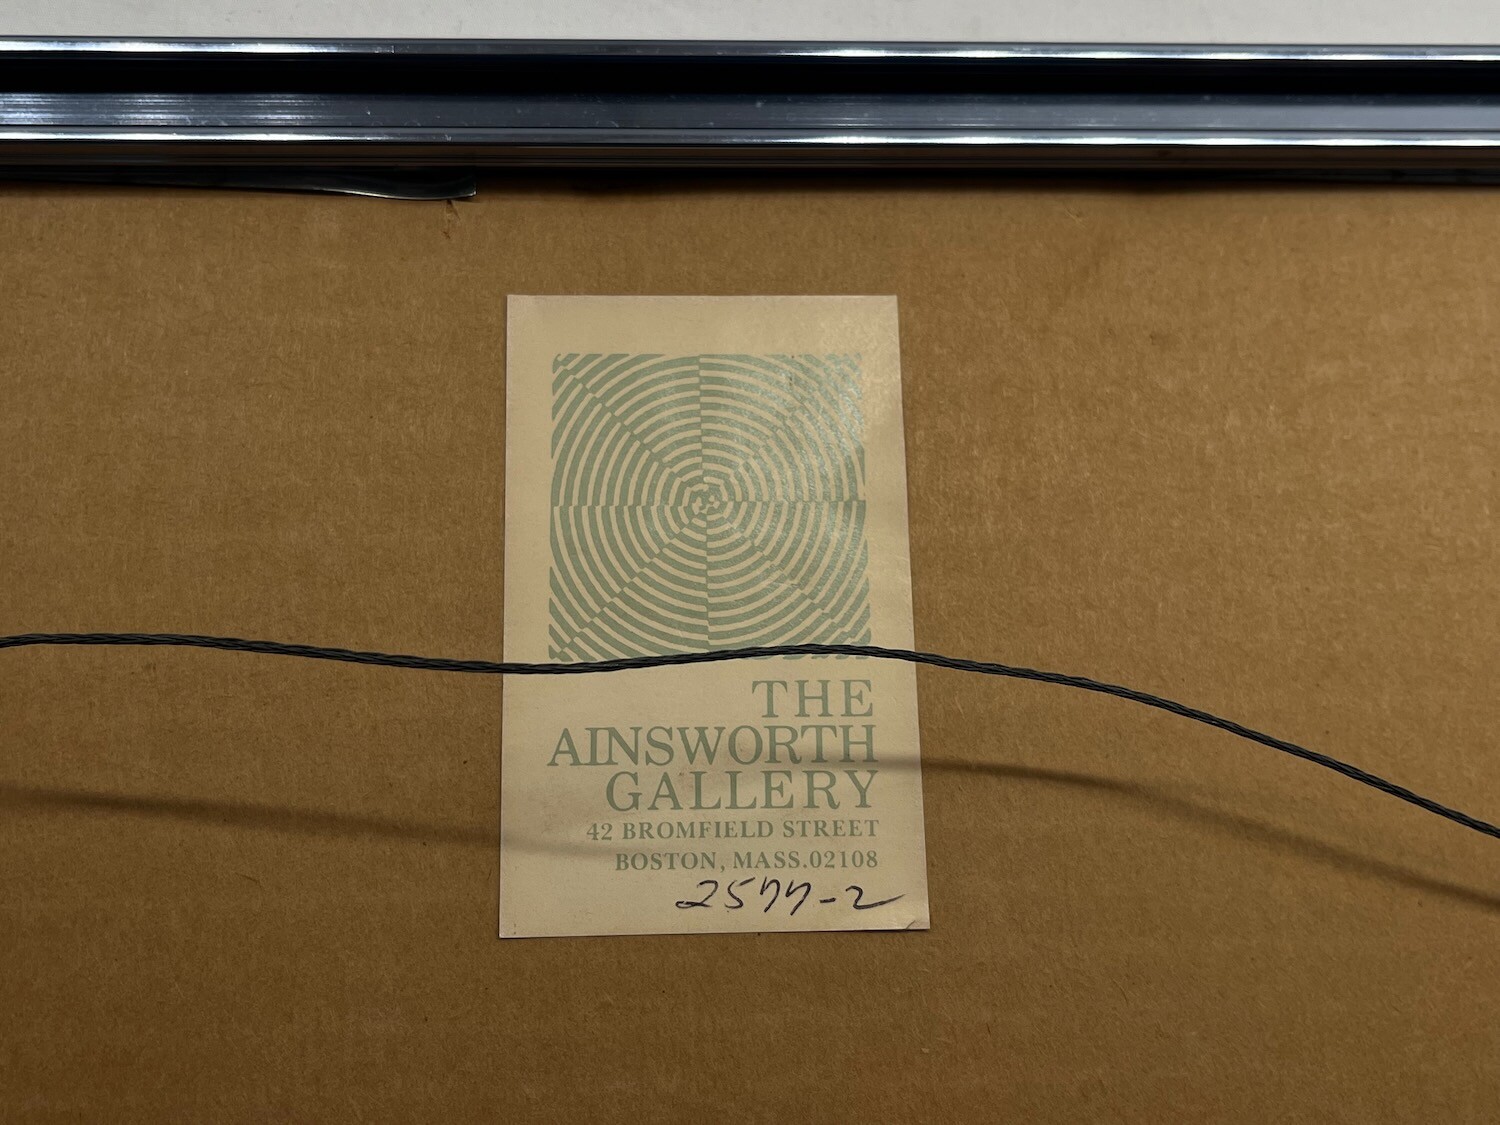 THE
AINSWORTH
GALLERY
42 BROMFIELD STREET
BOSTON, MASS.02108
2577-2